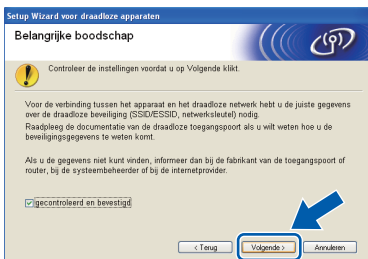 Setup Wizard voor draadloze apparaten
Belangrijke boodschap
Controleer de instellingen voordat u op Volgende klikt.
Voor de verbinding tussen het apparaat en het draadloze netwerk hebt u de juiste gegevens
over de draadloze beveiliging (SSID/ESSID, netwerksleutel) nodig.
Raadpleeg de documentatie van de draadloze toegangspoort als u wilt weten hoe u de
beveiligingsgegevens te weten komt.
Als u de gegevens niet kunt vinden, informeer dan bij de fabrikant van de toegangspoort of
router, bij de systeembeheerder of bij de internetprovider.
gecontroleerd en bevestigd
< Terug
Volgende >
Annuleren